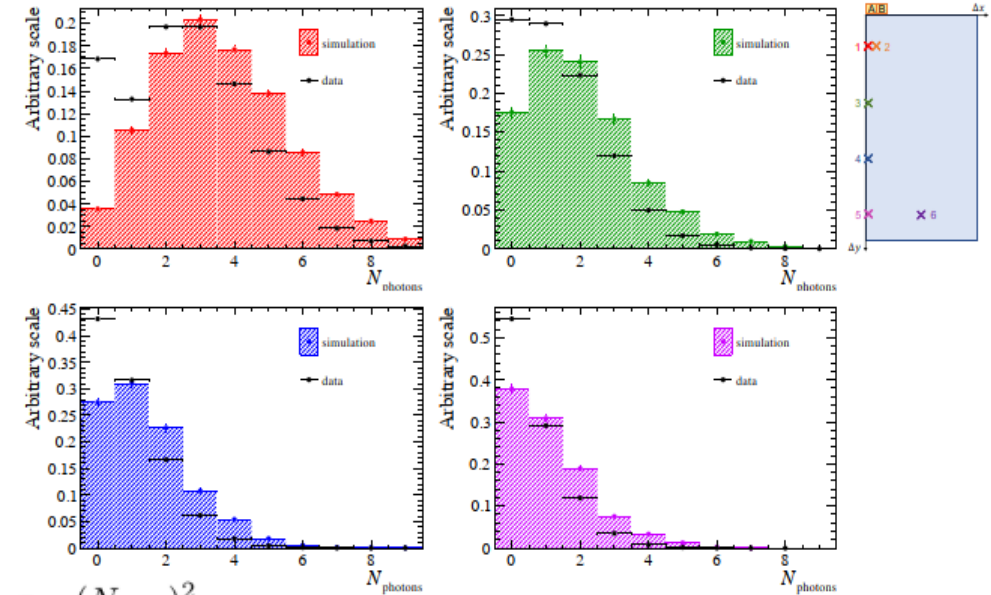 Arbitrary scale
0.2
0.18
0.16
0.14
0.12
0.1
0.08
0.06
0.04
0.02
0
simulation
data
0 2 4 6 8
N photons
Arbitrary scale
0.3
0.25
0.2
0.15
0.1
0.05
0
simulation
data
0 2 4 6 8
N photons
A B
Δx
1 2
3
4
5 6
Δy
Arbitrary scale
0.45
0.4
0.35
0.3
0.25
0.2
0.15
0.1
0.05
0
simulation
data
0 2 4 6 8
N photons
Arbitrary scale
0.5
0.4
0.3
0.2
0.1
0
simulation
data
0 2 4 6 8
N photons